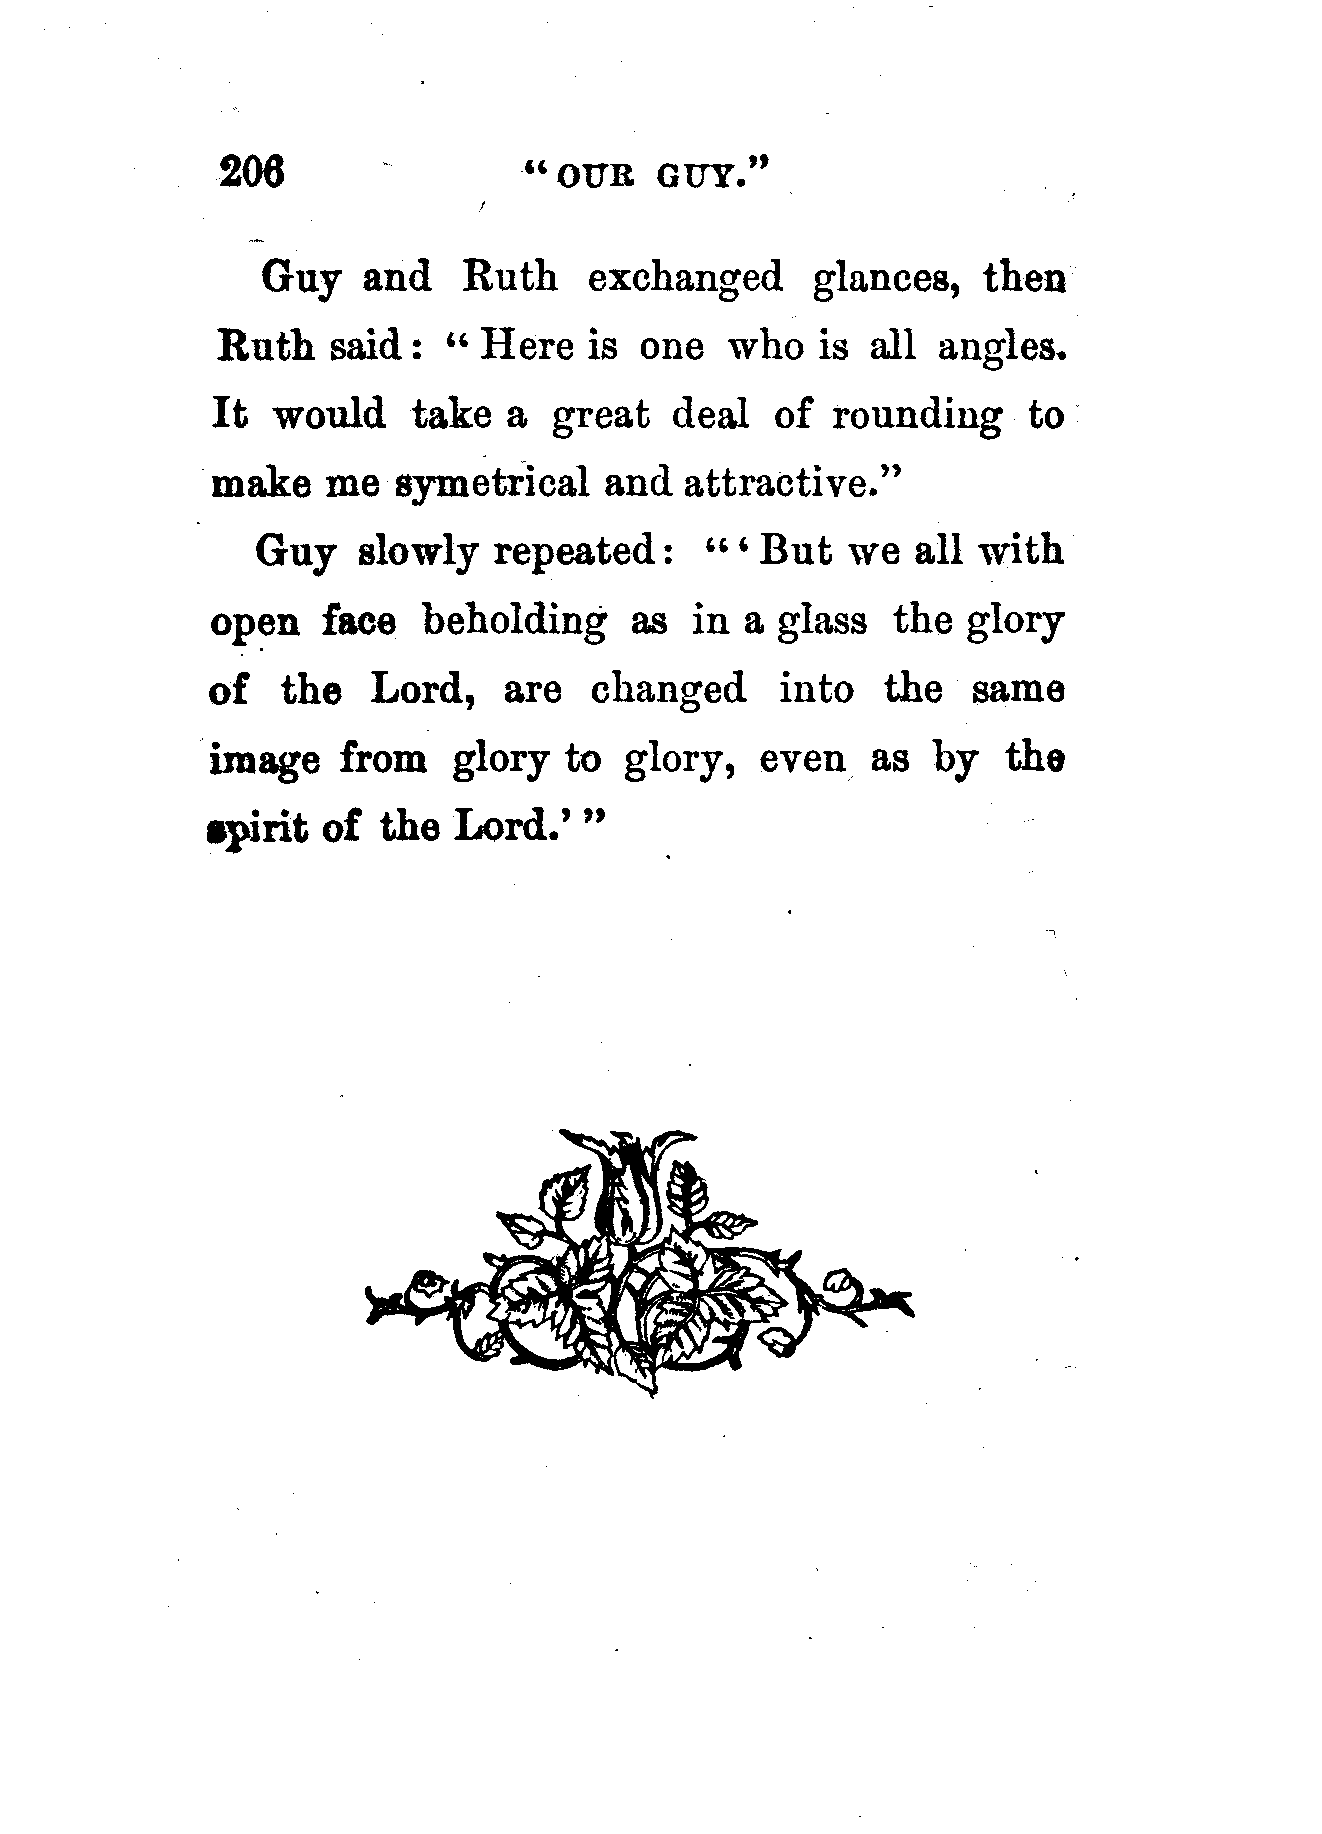 206 “OUR GUY.”
Guy and Ruth exchanged glances, then
Ruth said: “Here is one who is all angles.
It would take a great deal of rounding to
make me symetrical and attractive.”
Guy slowly repeated: “‘But we all with
open face beholding as in a glass the glory
of the Lord, are changed into the same
image from glory to glory, even as by the
spirit of the Lord.’”